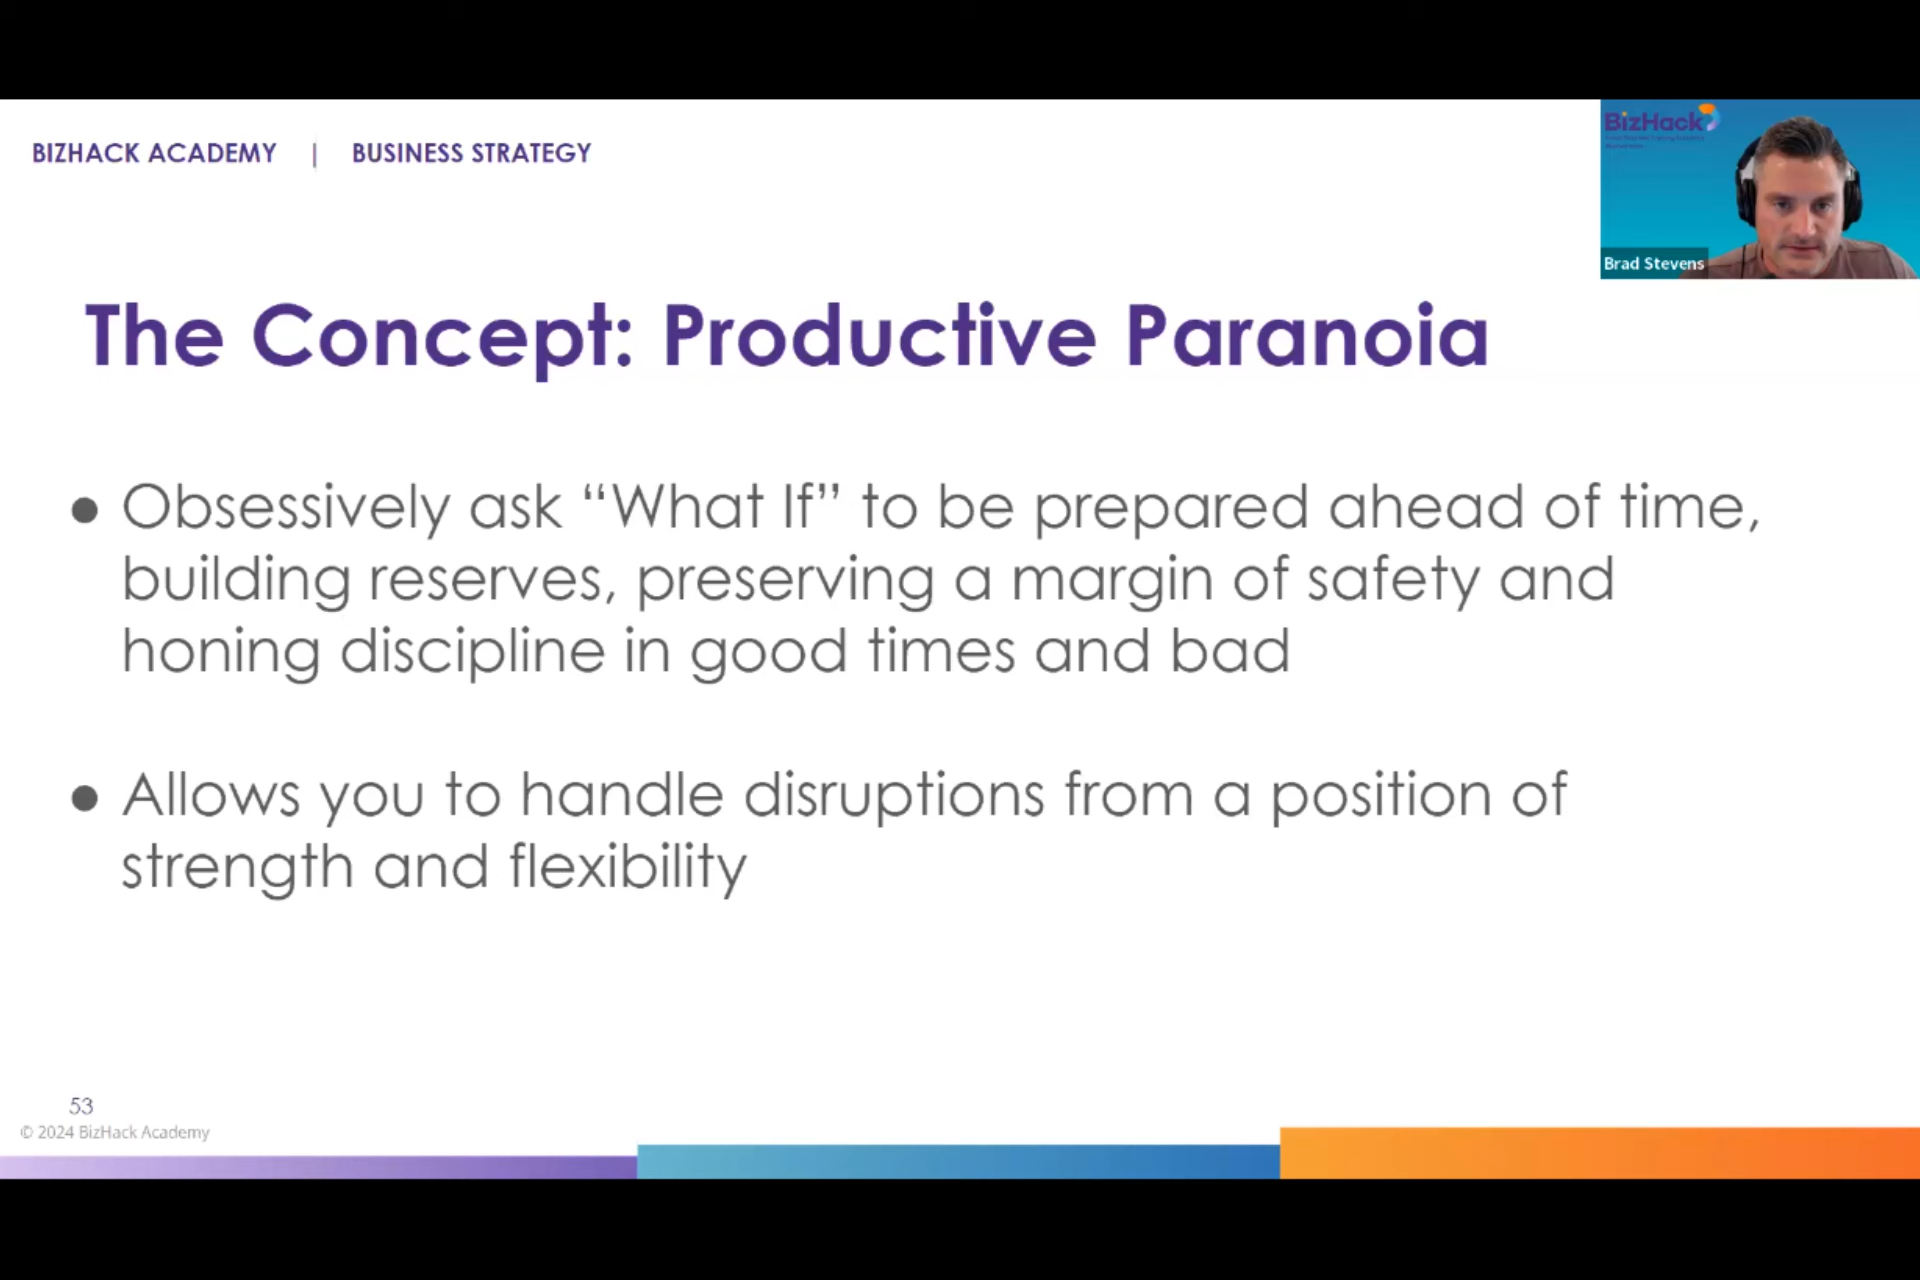 BIZHACK ACADEMY | BUSINESS STRATEGY
BizHack
Brad Stevens
The Concept: Productive Paranoia
● Obsessively ask “What If” to be prepared ahead of time,
building reserves, preserving a margin of safety and
honing discipline in good times and bad
● Allows you to handle disruptions from a position of
strength and flexibility
53
© 2024 BizHack Academy